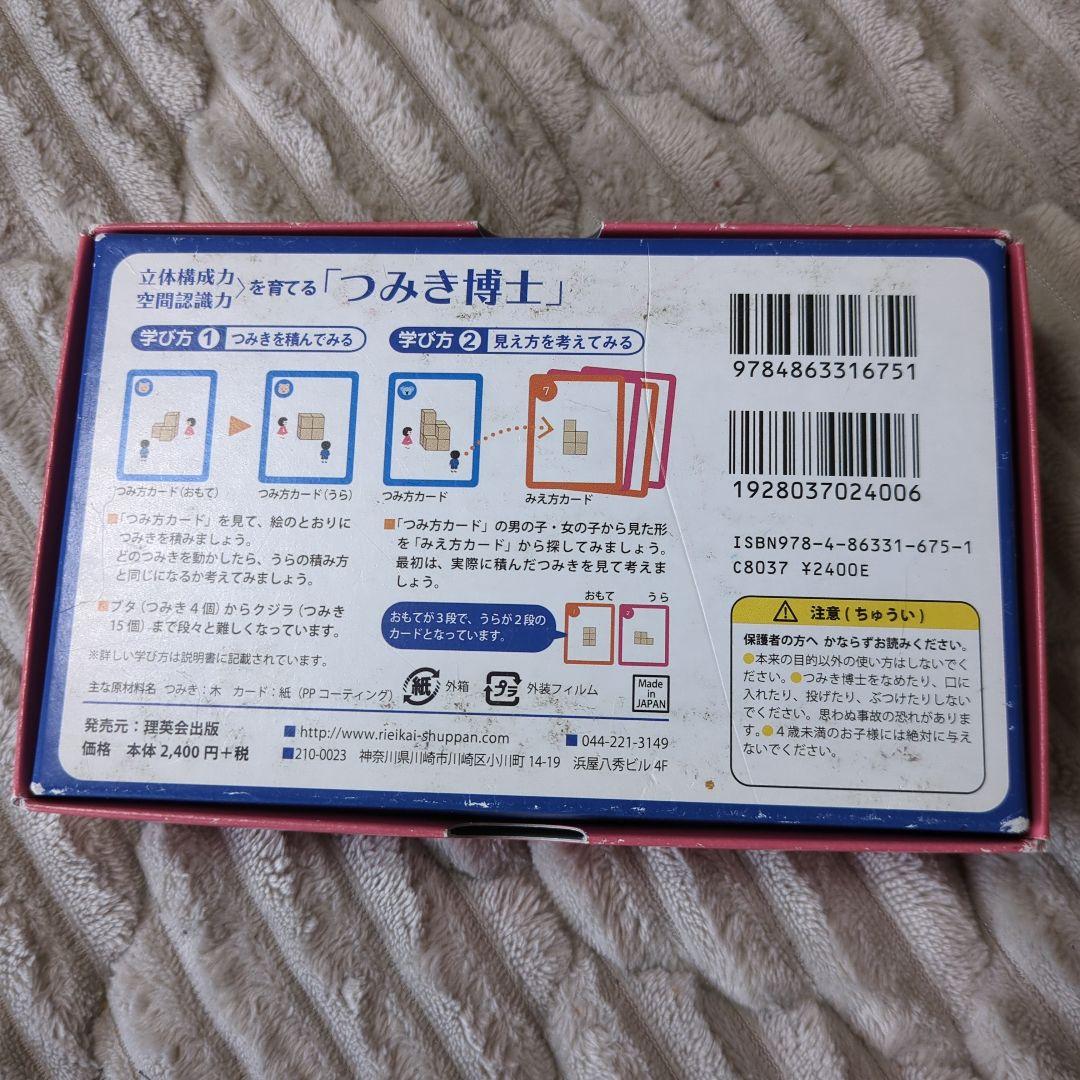 立体構成力
空間認識力〉を育てる「つみき博士」
学び方 1 つみきを積んでみる
学び方 2 見え方を考えてみる
つみ方カード(おもて)
つみ方カード(うら)
つみ方カード
7
みえ方カード
■「つみ方カード」を見て、絵のとおりに
つみきを積みましょう。
どのつみきを動かしたら、うらの積み方
と同じになるか考えてみましょう。
■ブタ(つみき4個)からクジラ(つみき
15個)まで段々と難しくなっています。
※詳しい学び方は説明書に記載されています。
■「つみ方カード」の男の子・女の子から見た形
を「みえ方カード」から探してみましょう。
最初は、実際に積んだつみきを見て考えま
しょう。
おもてが3段で、うらが2段の
カードとなっています。
おもて
うら
主な原材料名 つみき:木 カード:紙(PPコーティング)
紙 外箱
プラ 外装フィルム
Made in JAPAN
発売元:理英会出版
価格 本体2,400円+税
■http://www.rieikai-shuppan.com
■044-221-3149
■210-0023 神奈川県川崎市川崎区小川町14-19 浜屋八秀ビル4F
9784863316751
1928037024006
ISBN978-4-86331-675-1
C8037 ¥2400E
注意(ちゅうい)
保護者の方へ かならずお読みください。
●本来の目的以外の使い方はしないでく
ださい。●つみき博士をなめたり、口に
入れたり、投げたり、ぶつけたりしな
いでください。思わぬ事故の恐れがありま
す。●4歳未満のお子様には絶対に与え
ないでください。